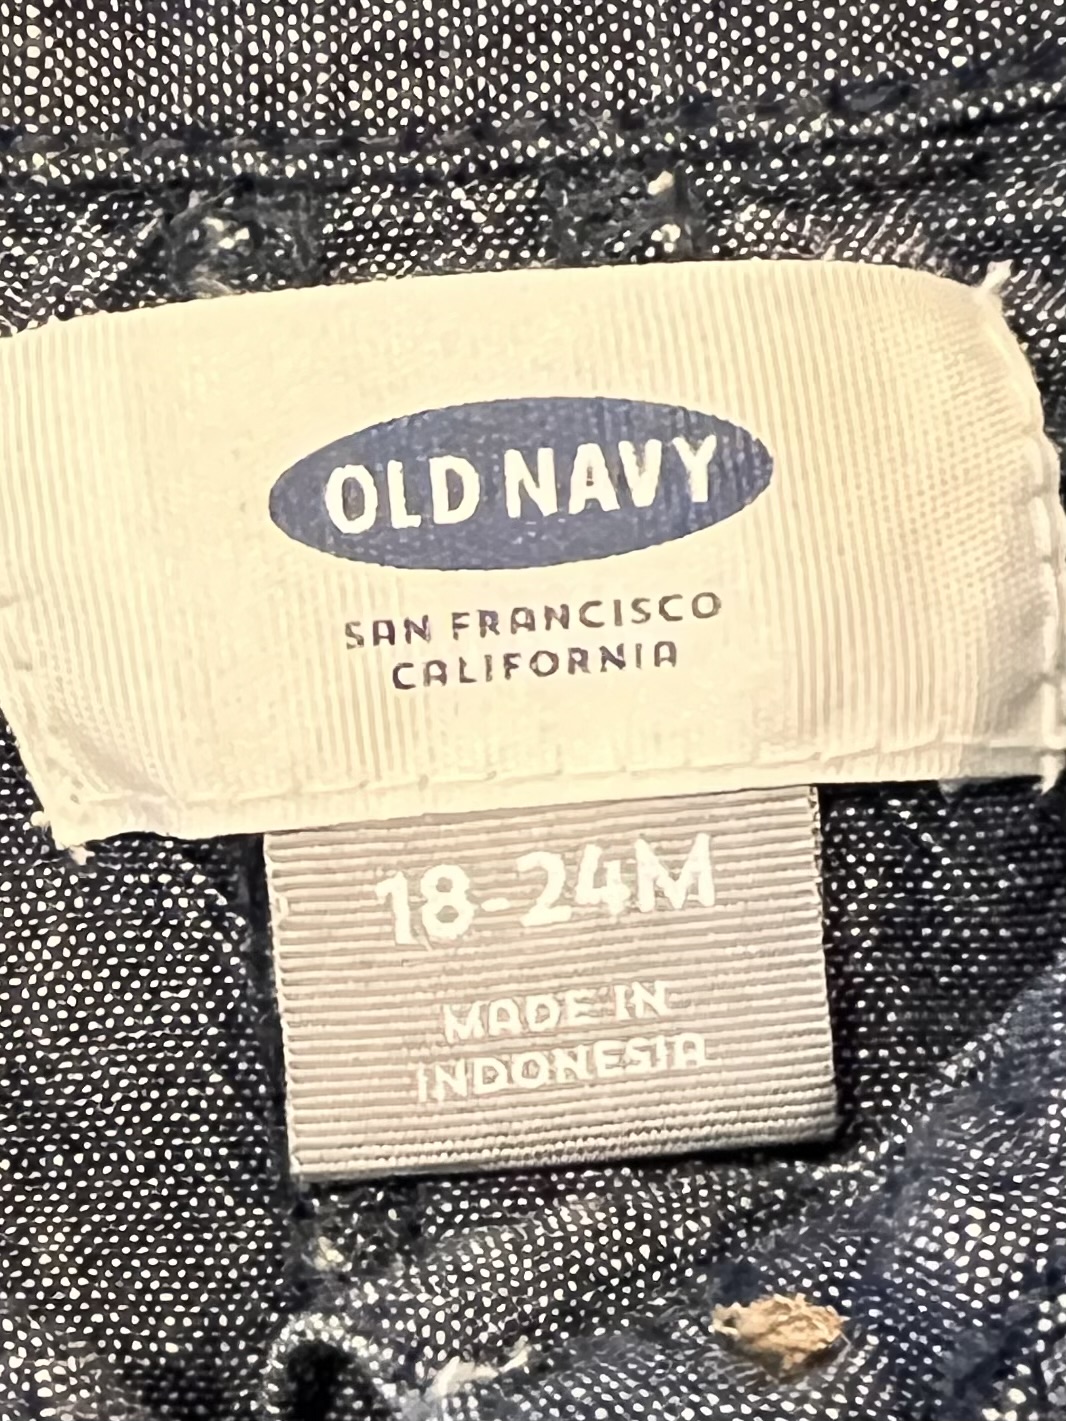 OLD NAVY
SAN FRANCISCO
CALIFORNIA
18-24M
MADE IN
INDONESIA